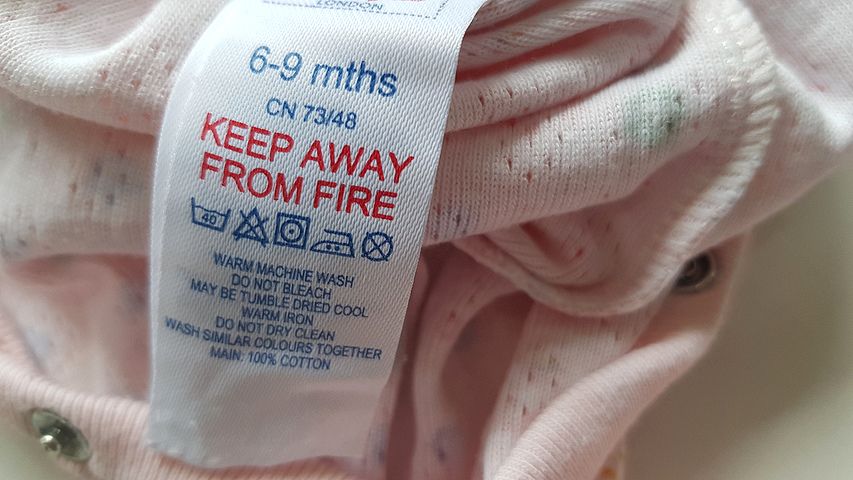 LONDON
6-9 mths
CN 73/48
KEEP AWAY
FROM FIRE
40
WARM MACHINE WASH
DO NOT BLEACH
MAY BE TUMBLE DRIED COOL
WARM IRON
DO NOT DRY CLEAN
WASH SIMILAR COLOURS TOGETHER
MAIN: 100% COTTON